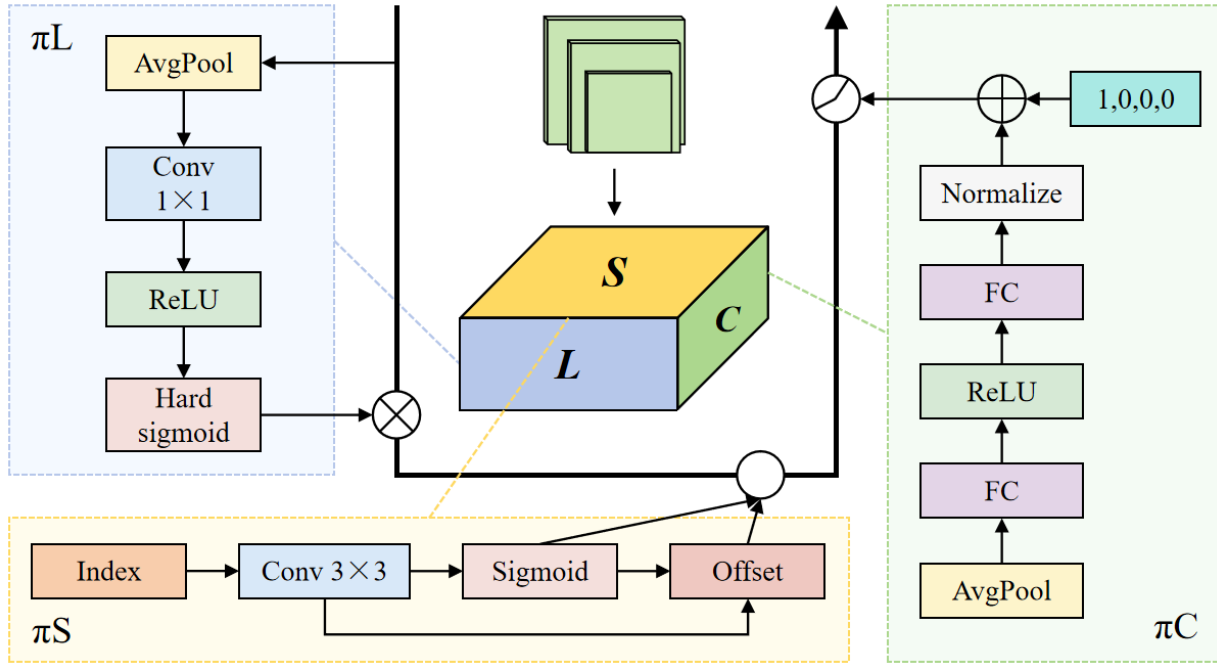 πL
AvgPool
Conv
1×1
ReLU
Hard
sigmoid
S
L
C
1,0,0,0
Normalize
FC
ReLU
FC
AvgPool
πC
Index
Conv 3×3
Sigmoid
Offset
πS